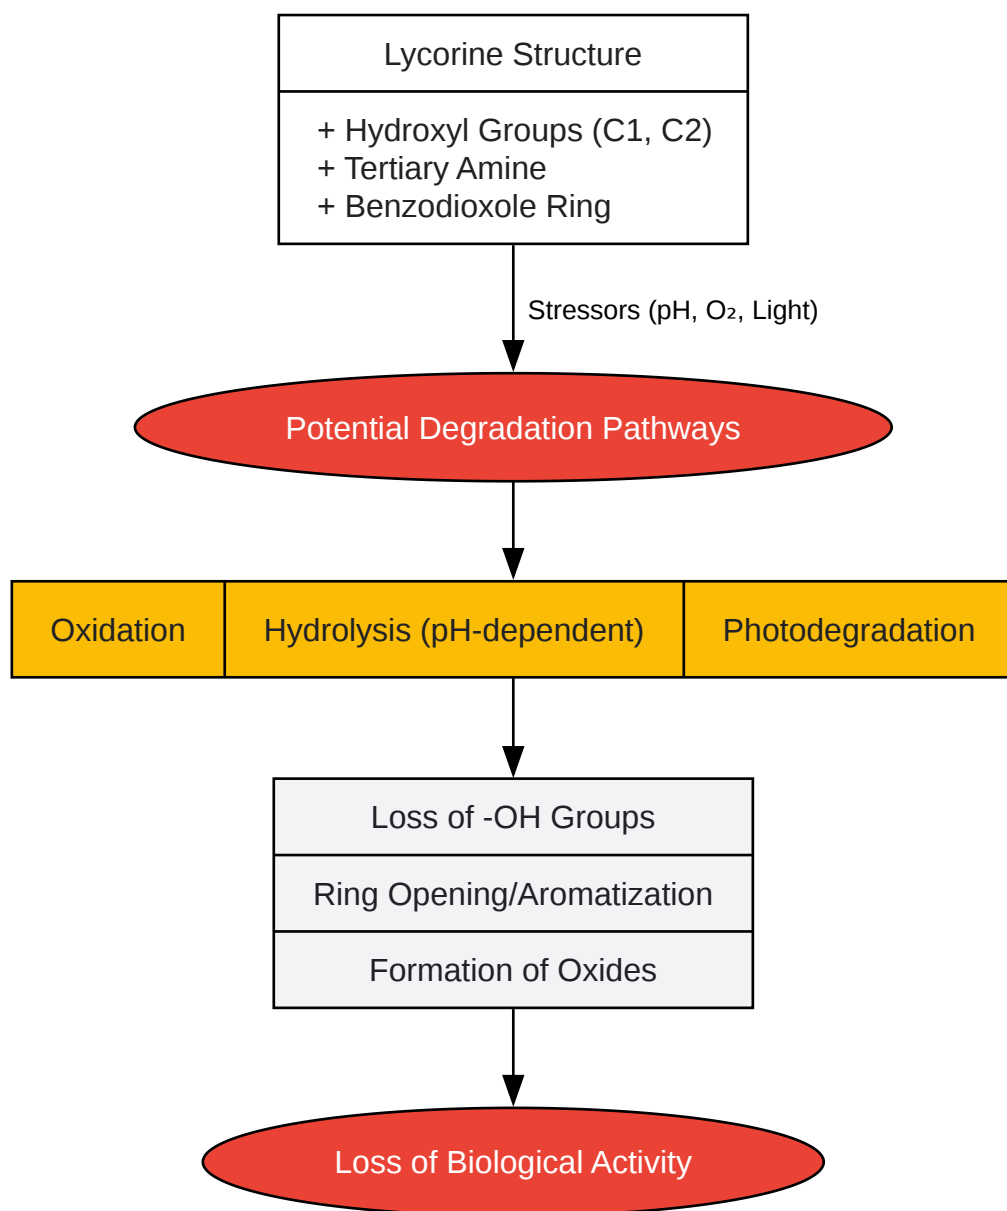 Lycorine Structure
+ Hydroxyl Groups (C1, C2)
+ Tertiary Amine
+ Benzodioxole Ring
Stressors (pH, O₂, Light)
Potential Degradation Pathways
Oxidation
Hydrolysis (pH-dependent)
Photodegradation
Loss of -OH Groups
Ring Opening/Aromatization
Formation of Oxides
Loss of Biological Activity